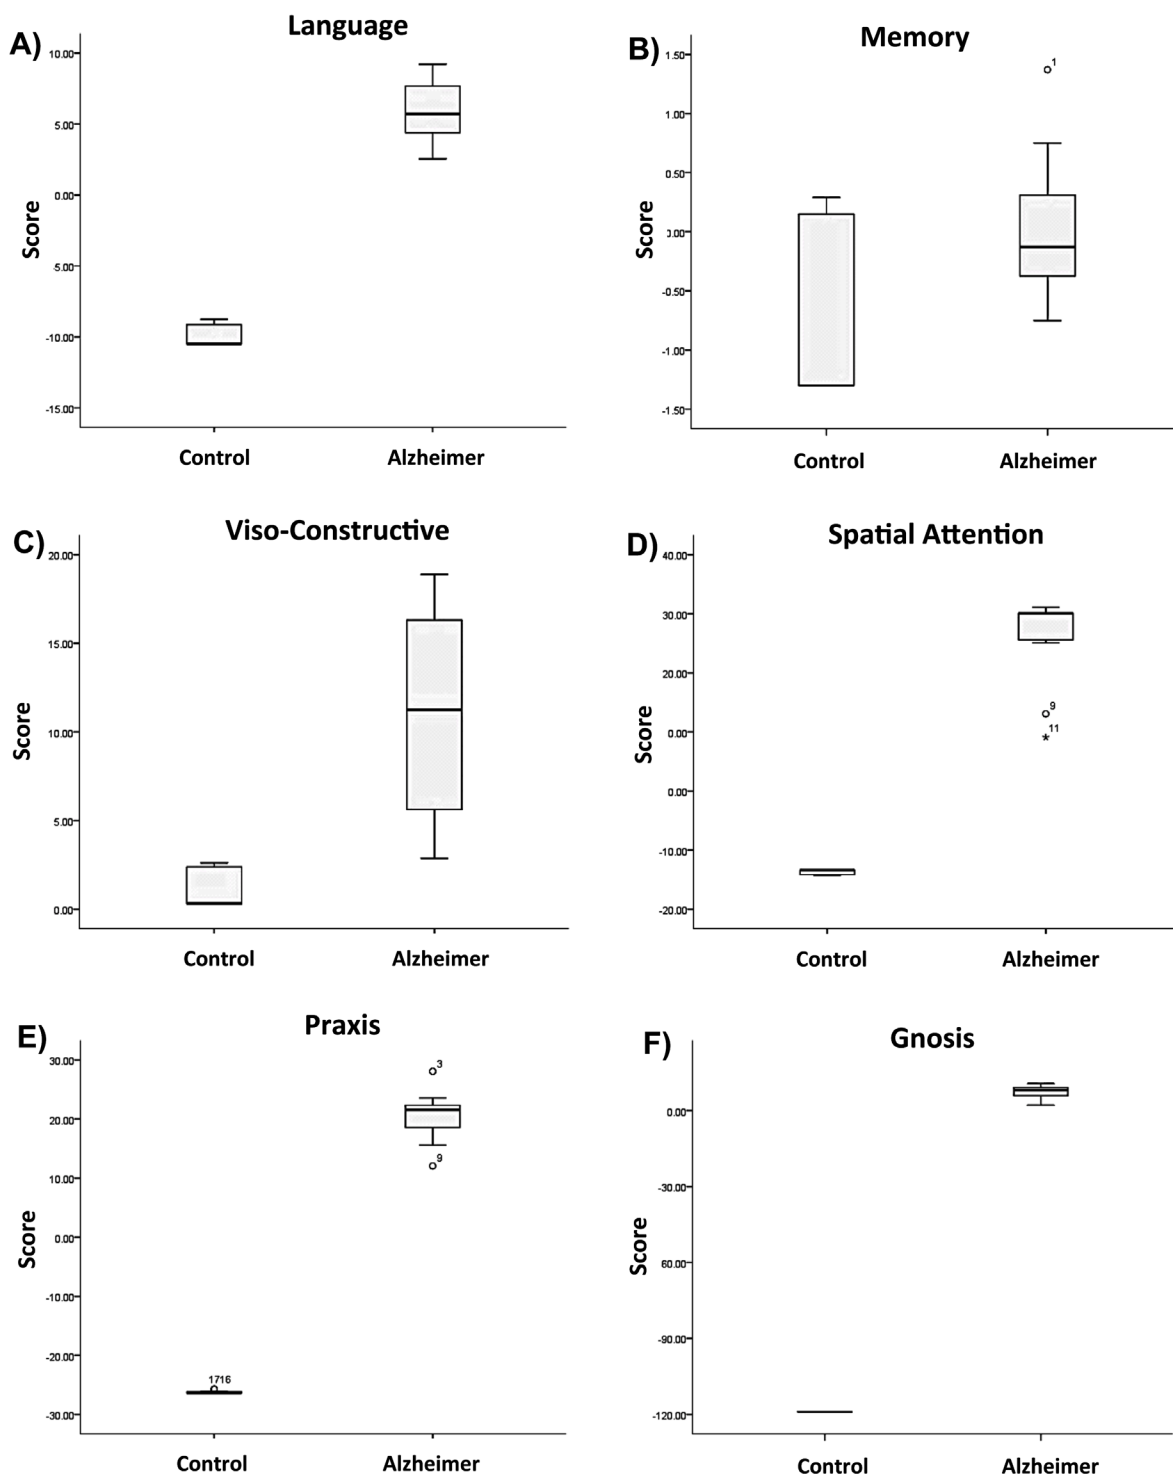 A)
Language
10.00
5.00
0.00
-5.00
-10.00
-15.00
Score
Control Alzheimer
B)
Memory
1.50
1.00
0.50
0.00
-0.50
-1.00
-1.50
Score
Control Alzheimer
C)
Viso-Constructive
20.00
15.00
10.00
5.00
0.00
Score
Control Alzheimer
D)
Spatial Attention
40.00
30.00
20.00
0.00
0.00
-10.00
-20.00
Score
1
9
11
Control Alzheimer
E)
Praxis
30.00
20.00
10.00
0.00
-10.00
-20.00
-30.00
Score
3
9
1716
Control Alzheimer
F)
Gnosis
0.00
-30.00
60.00
-90.00
-120.00
Score
Control Alzheimer